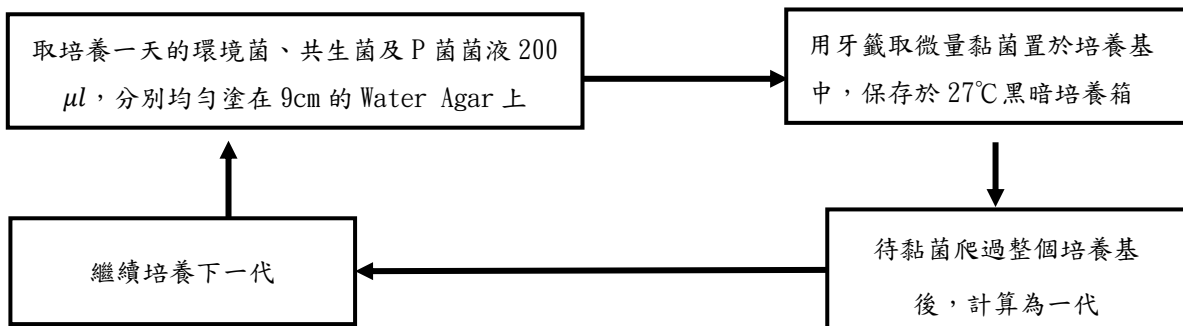 取培養一天的環境菌、共生菌及 P 菌菌液 200
μl，分別均勻塗在 9cm 的 Water Agar 上
用牙籤取微量黏菌置於培養基
中，保存於 27℃黑暗培養箱
待黏菌爬過整個培養基
後，計算為一代
繼續培養下一代